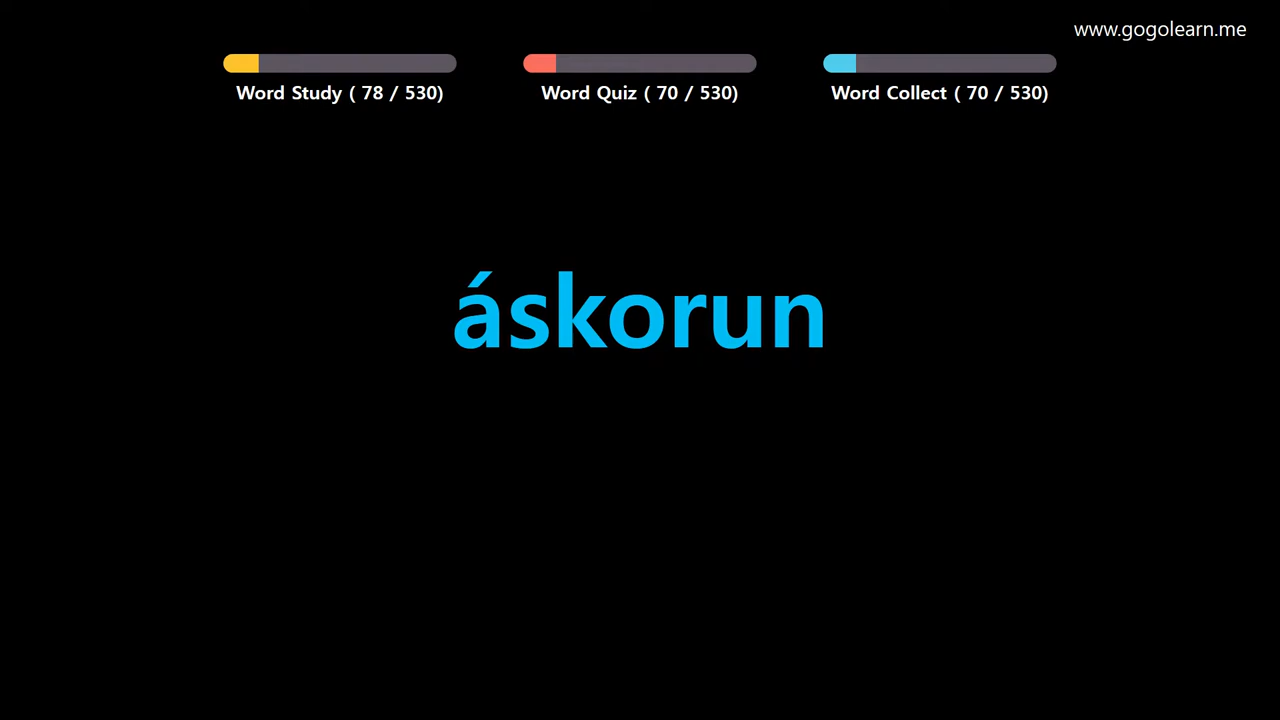 www.gogolearn.me
Word Study ( 78 / 530)
Word Quiz ( 70 / 530)
Word Collect ( 70 / 530)
áskorun